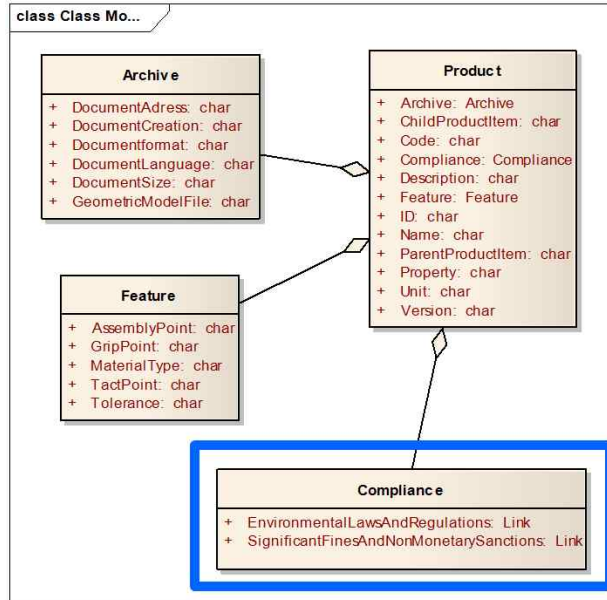 class Class Mo...
Archive
+ DocumentAdress: char
+ DocumentCreation: char
+ Documentformat: char
+ DocumentLanguage: char
+ DocumentSize: char
+ GeometricModelFile: char
Product
+ Archive: Archive
+ ChildProductItem: char
+ Code: char
+ Compliance: Compliance
+ Description: char
+ Feature: Feature
+ ID: char
+ Name: char
+ ParentProductItem: char
+ Property: char
+ Unit: char
+ Version: char
Feature
+ AssemblyPoint: char
+ GripPoint: char
+ MaterialType: char
+ TactPoint: char
+ Tolerance: char
Compliance
+ EnvironmentalLawsAndRegulations: Link
+ SignificantFinesAndNonMonetarySanctions: Link